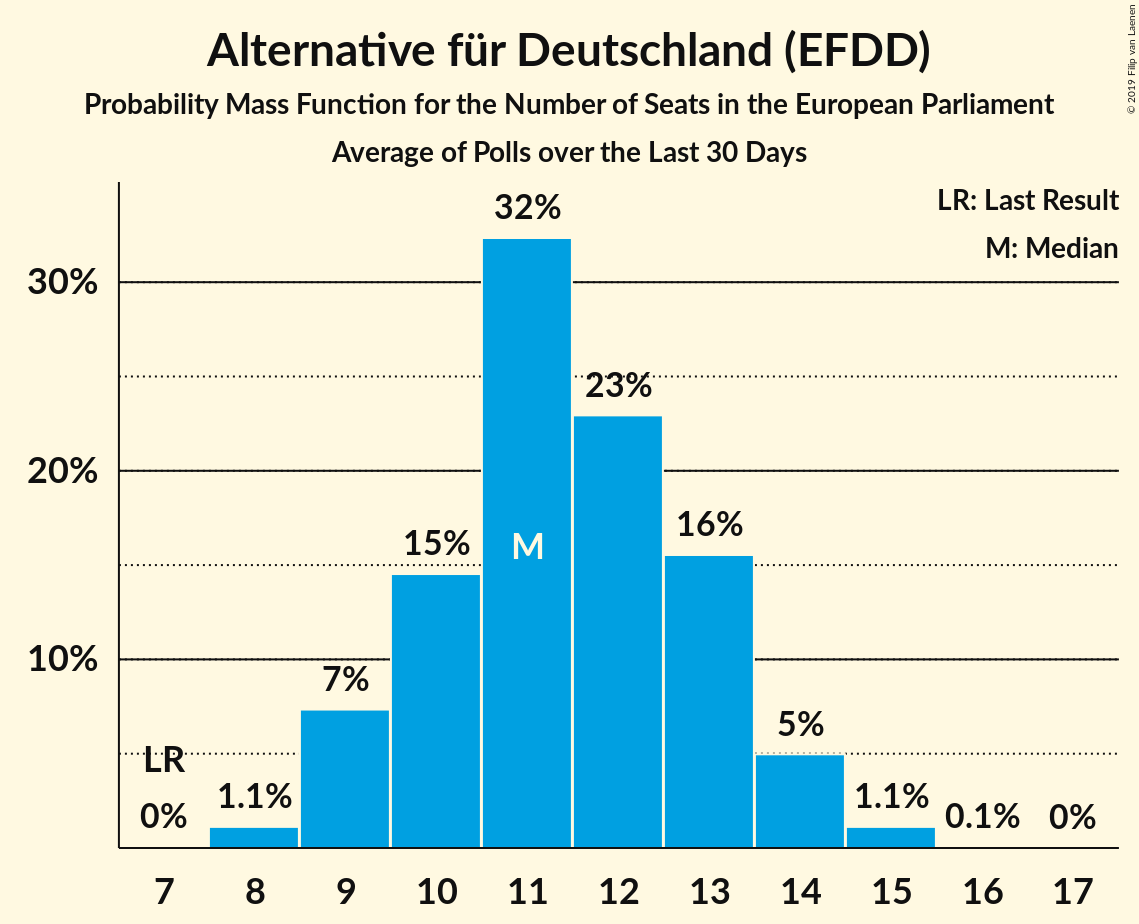 Alternative für Deutschland (EFDD)
Probability Mass Function for the Number of Seats in the European Parliament
Average of Polls over the Last 30 Days
© 2019 Filip van Laenen
LR: Last Result
M: Median
32%
30%
23%
20%
16%
15%
M
10%
7%
5%
LR
1.1%
1.1%
0%
0.1%
0%
7 8 9 10 11 12 13 14 15 16 17